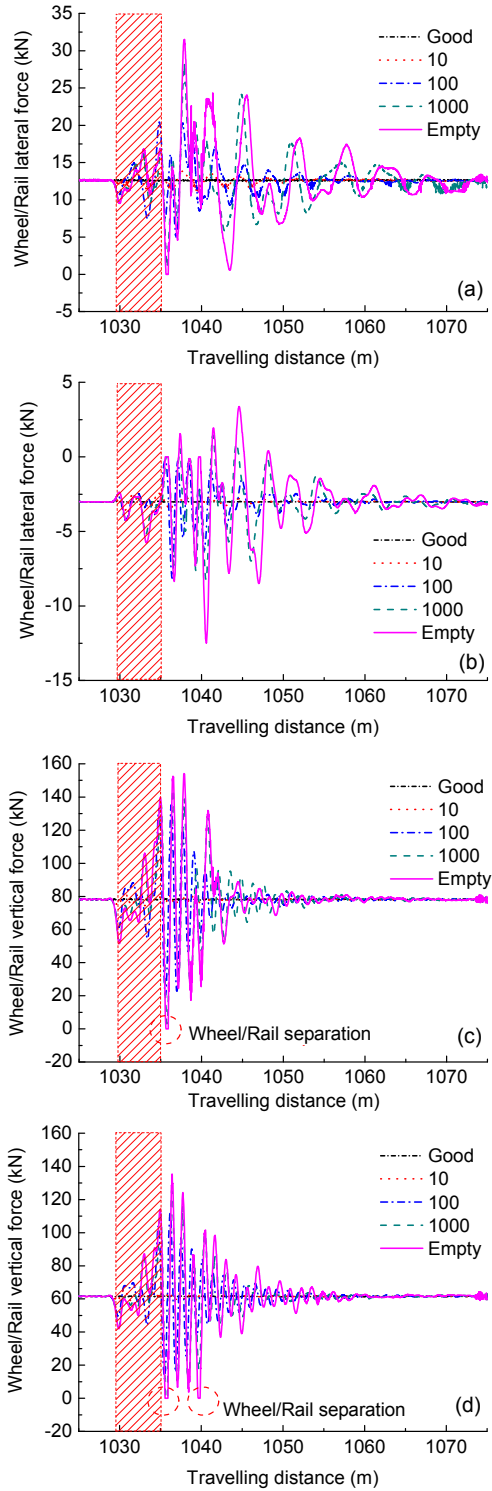 35
30
25
20
15
10
5
0
-5
Wheel/Rail lateral force (kN)
Good
10
100
1000
Empty
(a)
1030 1040 1050 1060 1070
Travelling distance (m)
5
0
-5
-10
-15
Wheel/Rail lateral force (kN)
Good
10
100
1000
Empty
(b)
1030 1040 1050 1060 1070
Travelling distance (m)
160
140
120
100
80
60
40
20
0
-20
Wheel/Rail vertical force (kN)
Good
10
100
1000
Empty
Wheel/Rail separation
(c)
1030 1040 1050 1060 1070
Travelling distance (m)
160
140
120
100
80
60
40
20
0
-20
Wheel/Rail vertical force (kN)
Good
10
100
1000
Empty
Wheel/Rail separation
(d)
1030 1040 1050 1060 1070
Travelling distance (m)